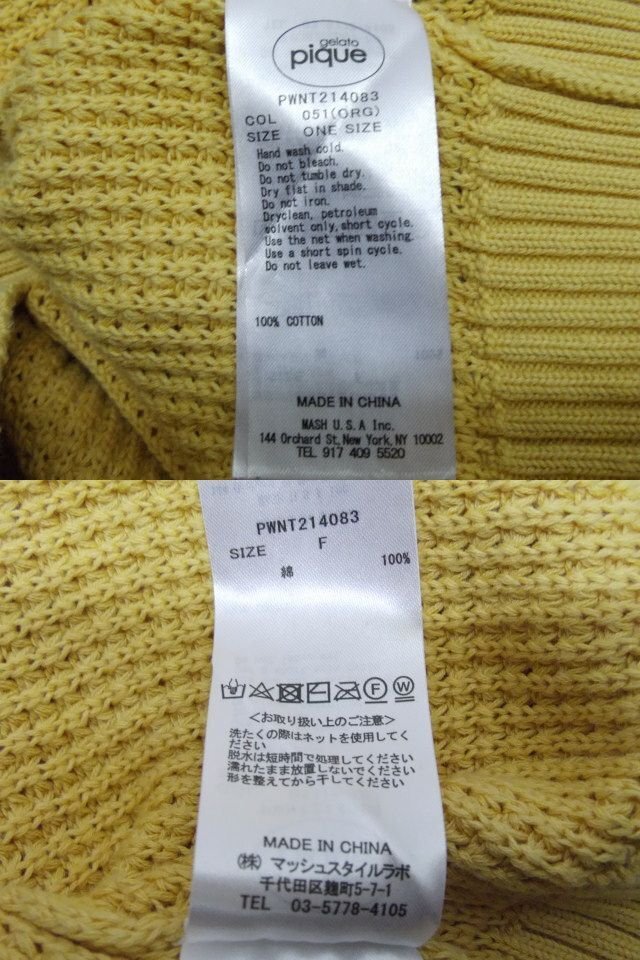 gelato
pique
PWNT214083
COL 051(ORG)
SIZE ONE SIZE
Hand wash cold.
Do not bleach.
Do not tumble dry.
Dry flat in shade.
Do not iron.
Dryclean, petroleum
solvent only,short cycle.
Use the net when washing.
Use a short spin cycle.
Do not leave wet.
100% COTTON
MADE IN CHINA
MASH U.S.A Inc.
144 Orchard St,New York,NY 10002
TEL 917 409 5520
PWNT214083
SIZE F
綿 100%
F W
<お取り扱い上のご注意>
洗たくの際はネットを使用してく
ださい
脱水は短時間で処理してください
濡れたまま放置しないでください
形を整えてから干してください
MADE IN CHINA
(株) マッシュスタイルラボ
千代田区麹町5-7-1
TEL 03-5778-4105